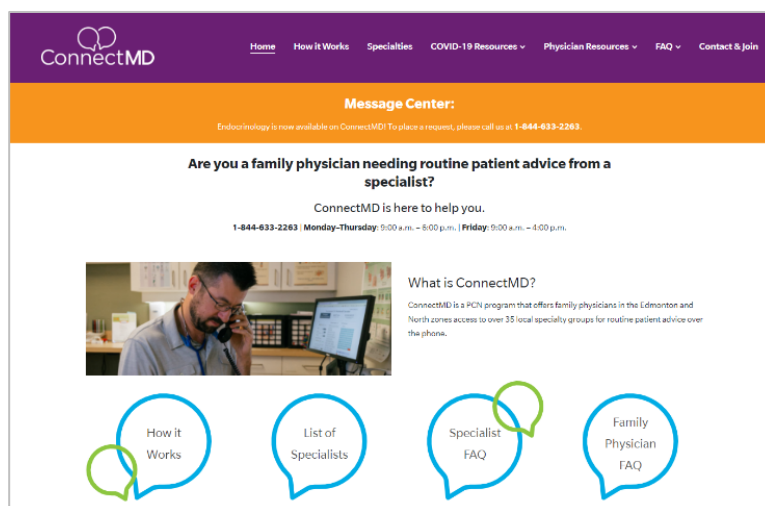 ConnectMD
Home How it Works Specialties COVID-19 Resources Physician Resources FAQ Contact & Join
Message Center:
Endocrinology is now available on ConnectMD! To place a request, please call us at 1-844-633-2263.
Are you a family physician needing routine patient advice from a
specialist?
ConnectMD is here to help you.
1-844-633-2263 | Monday–Thursday: 9:00 a.m. – 6:00 p.m. | Friday: 9:00 a.m. – 4:00 p.m.
What is ConnectMD?
ConnectMD is a PCN program that offers family physicians in the Edmonton and
North zones access to over 35 local specialty groups for routine patient advice over
the phone.
How it
Works
List of
Specialists
Specialist
FAQ
Family
Physician
FAQ